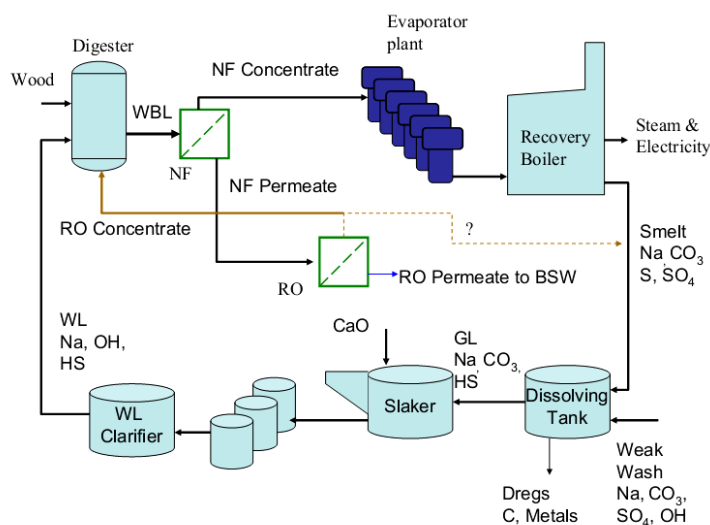 Evaporator
plant
Digester
NF Concentrate
Wood
WBL
Recovery
Boiler
Steam &
Electricity
NF
NF Permeate
RO Concentrate
?
Smelt
Na, CO3
S, SO4
RO
RO Permeate to BSW
WL
Na, OH,
HS
CaO
GL
Na, CO3,
HS
WL
Clarifier
Slaker
Dissolving
Tank
Weak
Wash
Na, CO3,
SO4, OH
Dregs
C, Metals